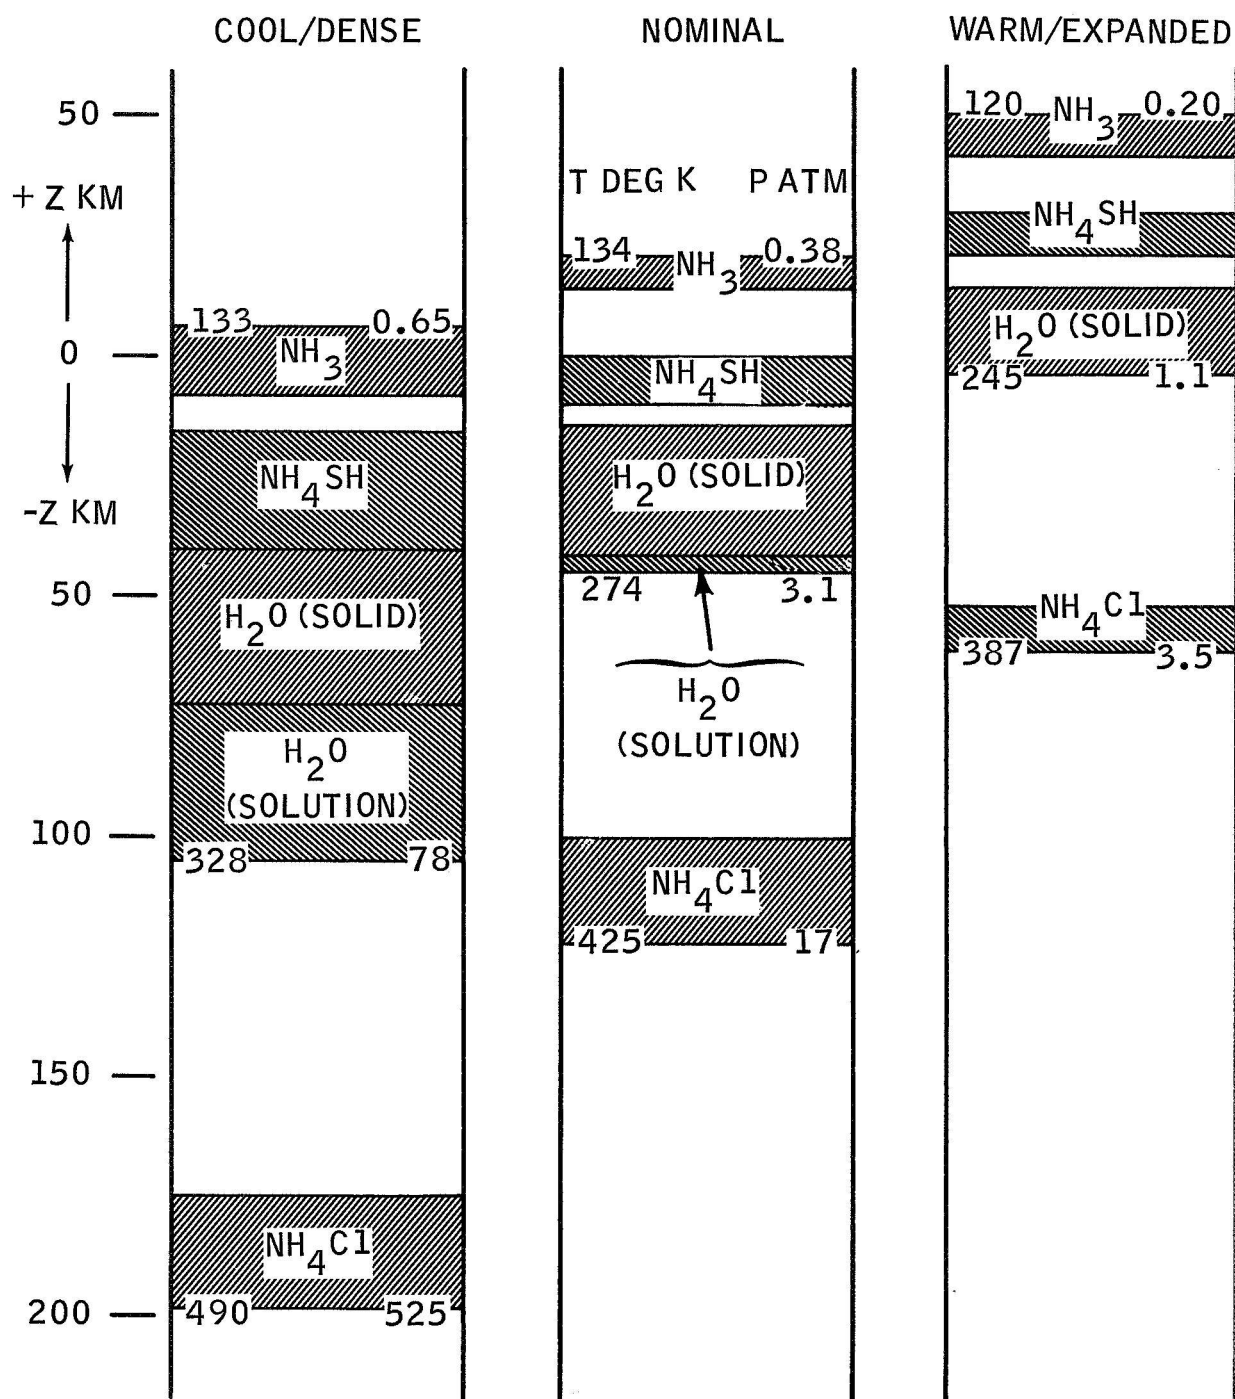 COOL/DENSE
NOMINAL
WARM/EXPANDED
50
+ Z KM
0
-Z KM
50
100
150
200
133 0.65
NH3
NH4SH
H2O (SOLID)
H2O
(SOLUTION)
328 78
NH4Cl
490 525
T DEG K P ATM
134 NH3 0.38
NH4SH
H2O (SOLID)
274 3.1
H2O
(SOLUTION)
NH4Cl
425 17
120 NH3 0.20
NH4SH
H2O (SOLID)
245 1.1
NH4Cl
387 3.5